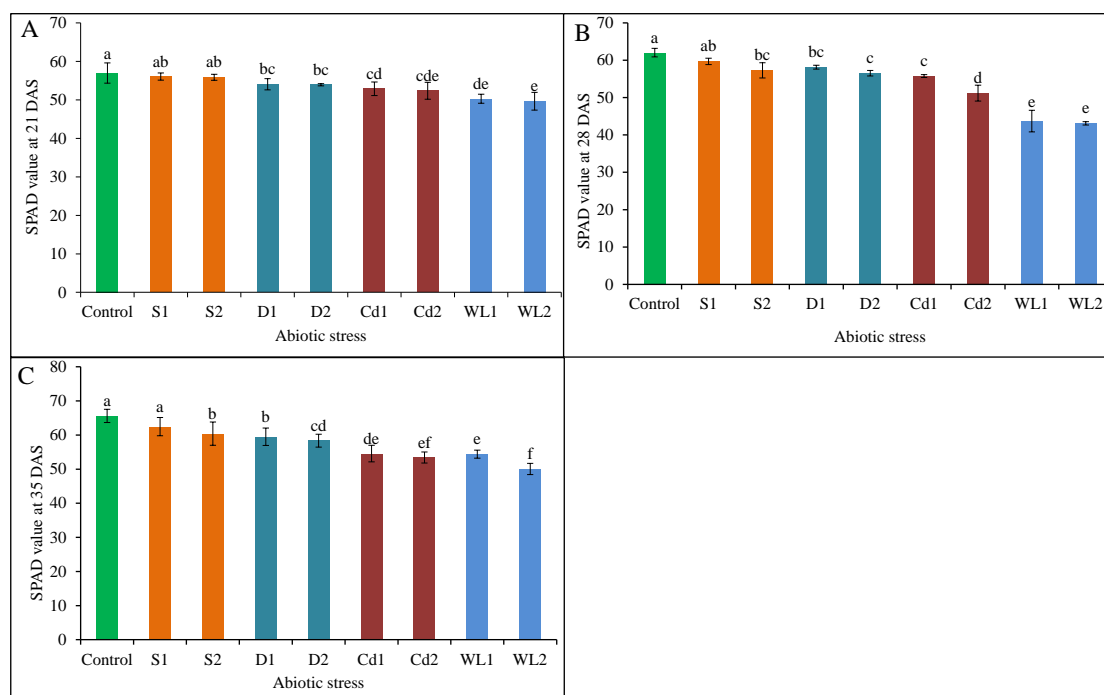 A
SPAD value at 21 DAS
70
60
50
40
30
20
10
0
a
ab
ab
bc
bc
cd
cde
de
e
Control S1 S2 D1 D2 Cd1 Cd2 WL1 WL2
Abiotic stress
B
SPAD value at 28 DAS
70
60
50
40
30
20
10
0
a
ab
bc
bc
c
c
d
e
e
Control S1 S2 D1 D2 Cd1 Cd2 WL1 WL2
Abiotic stress
C
SPAD value at 35 DAS
80
70
60
50
40
30
20
10
0
a
a
b
b
cd
de
ef
e
f
Control S1 S2 D1 D2 Cd1 Cd2 WL1 WL2
Abiotic stress